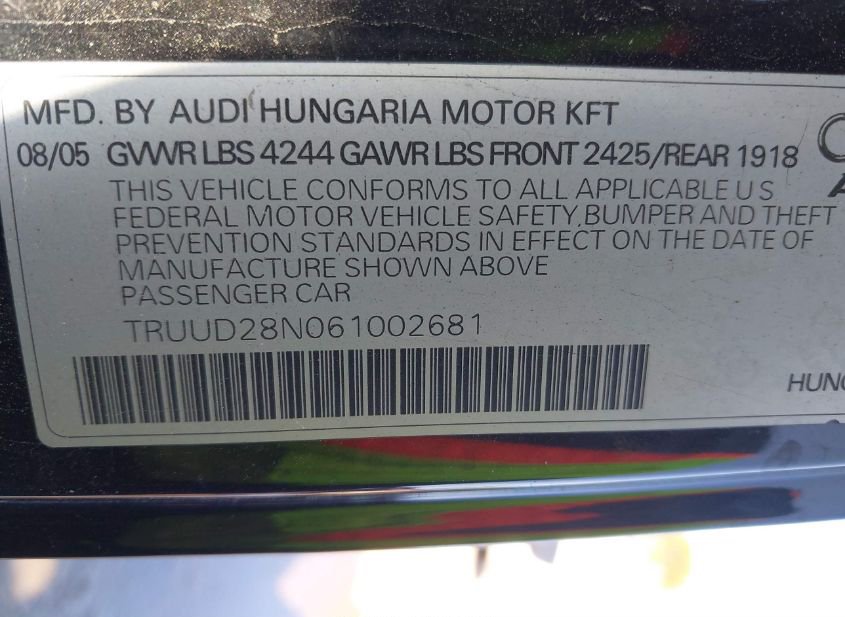 MFD. BY AUDI HUNGARIA MOTOR KFT
08/05 GVWR LBS 4244 GAWR LBS FRONT 2425/REAR 1918
THIS VEHICLE CONFORMS TO ALL APPLICABLE U S
FEDERAL MOTOR VEHICLE SAFETY, BUMPER AND THEFT
PREVENTION STANDARDS IN EFFECT ON THE DATE OF
MANUFACTURE SHOWN ABOVE
PASSENGER CAR
TRUUD28N061002681